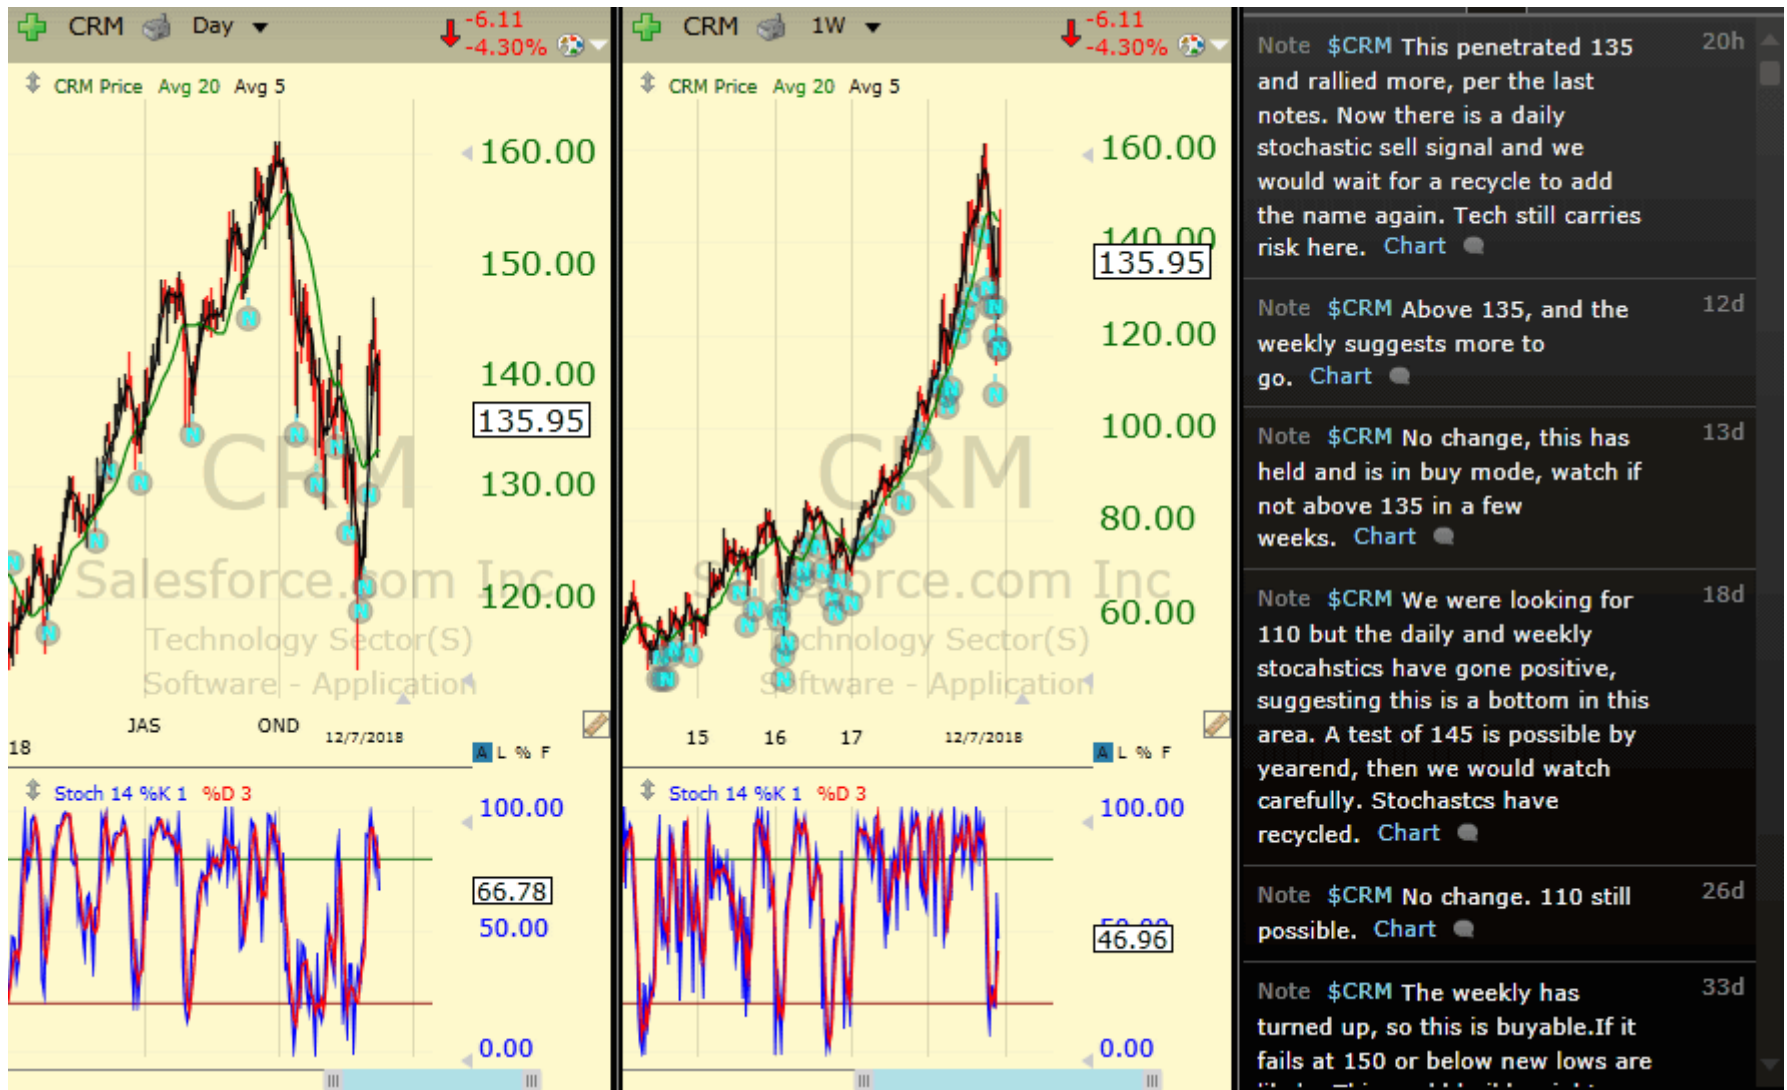 CRM Day
-6.11
-4.30%
CRM Price Avg 20 Avg 5
160.00
150.00
140.00
135.95
130.00
120.00
CRM
Salesforce.com Inc
Technology Sector(S)
Software - Application
18 JAS OND 12/7/2018
A L % F
Stoch 14 %K 1 %D 3
100.00
66.78
50.00
0.00
CRM 1W
-6.11
-4.30%
CRM Price Avg 20 Avg 5
160.00
140.00
135.95
120.00
100.00
80.00
60.00
CRM
Salesforce.com Inc
Technology Sector(S)
Software - Application
15 16 17 12/7/2018
A L % F
Stoch 14 %K 1 %D 3
100.00
50.00
46.96
0.00
Note $CRM This penetrated 135 20h
and rallied more, per the last
notes. Now there is a daily
stochastic sell signal and we
would wait for a recycle to add
the name again. Tech still carries
risk here. Chart
Note $CRM Above 135, and the 12d
weekly suggests more to
go. Chart
Note $CRM No change, this has 13d
held and is in buy mode, watch if
not above 135 in a few
weeks. Chart
Note $CRM We were looking for 18d
110 but the daily and weekly
stocahstics have gone positive,
suggesting this is a bottom in this
area. A test of 145 is possible by
yearend, then we would watch
carefully. Stochastcs have
recycled. Chart
Note $CRM No change. 110 still 26d
possible. Chart
Note $CRM The weekly has 33d
turned up, so this is buyable.If it
fails at 150 or below new lows are